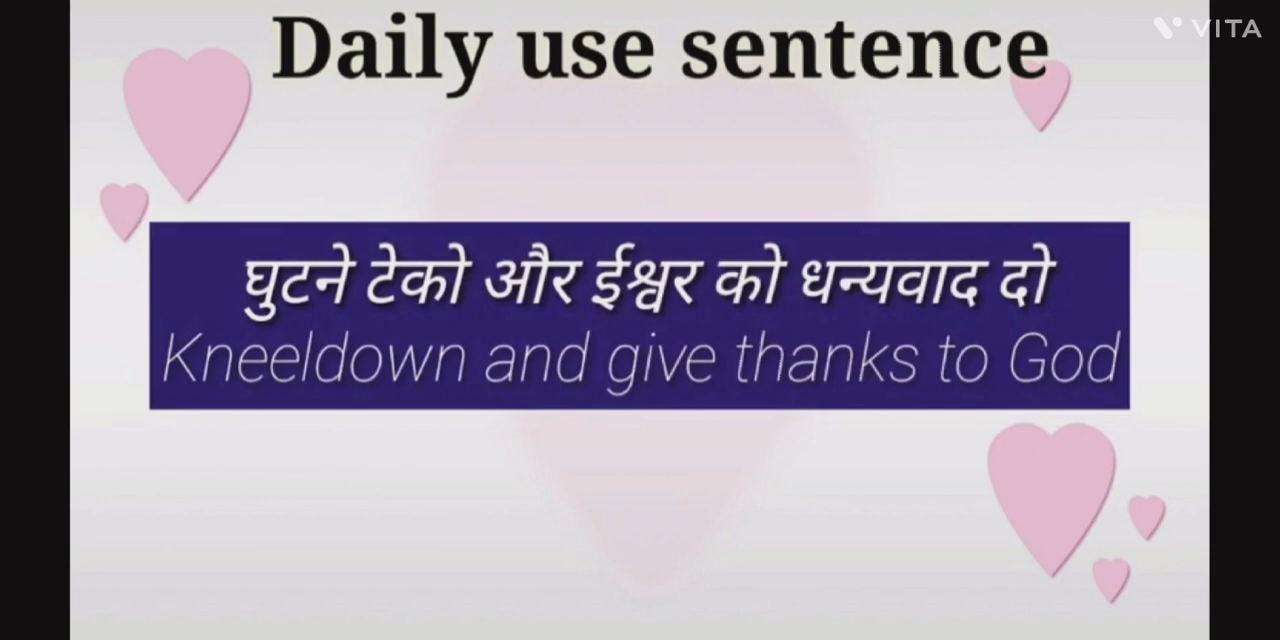 Daily use sentence
VITA
घुटने टेको और ईश्वर को धन्यवाद दो
Kneeldown and give thanks to God